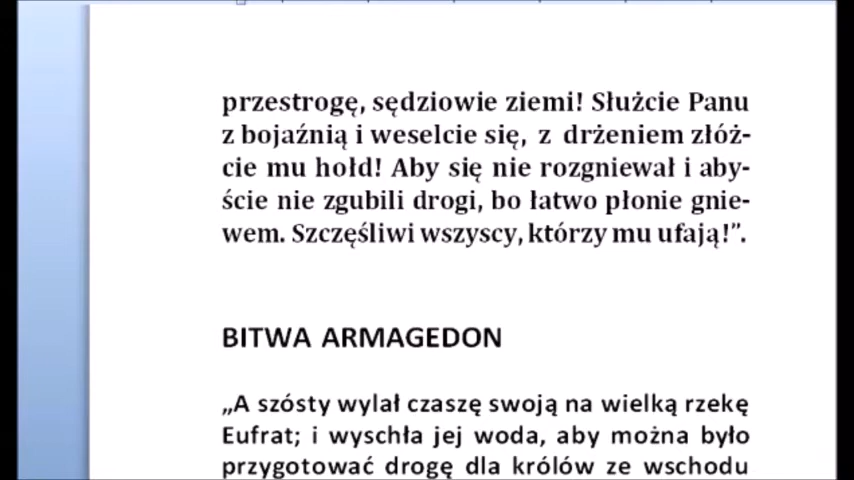 przestrogę, sędziowie ziemi! Służcie Panu
z bojaźnią i weselcie się, z drżeniem złóż-
cie mu hołd! Aby się nie rozgniewał i aby-
ście nie zgubili drogi, bo łatwo płonie gnie-
wem. Szczęśliwi wszyscy, którzy mu ufają!”.
BITWA ARMAGEDON
„A szósty wylał czaszę swoją na wielką rzekę
Eufrat; i wyschła jej woda, aby można było
przygotować drogę dla królów ze wschodu